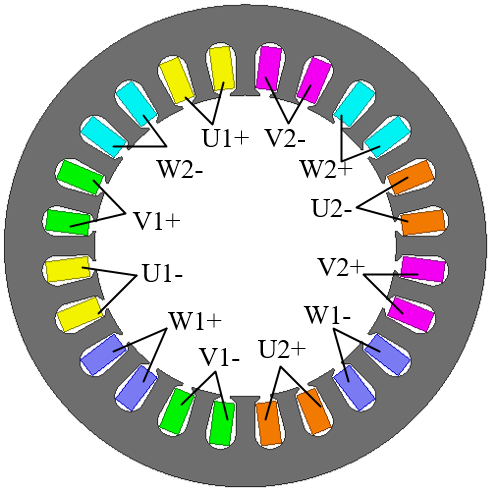 U1+ V2-
W2- W2+
U2-
V1+
V2+
U1-
W1+ W1-
V1- U2+